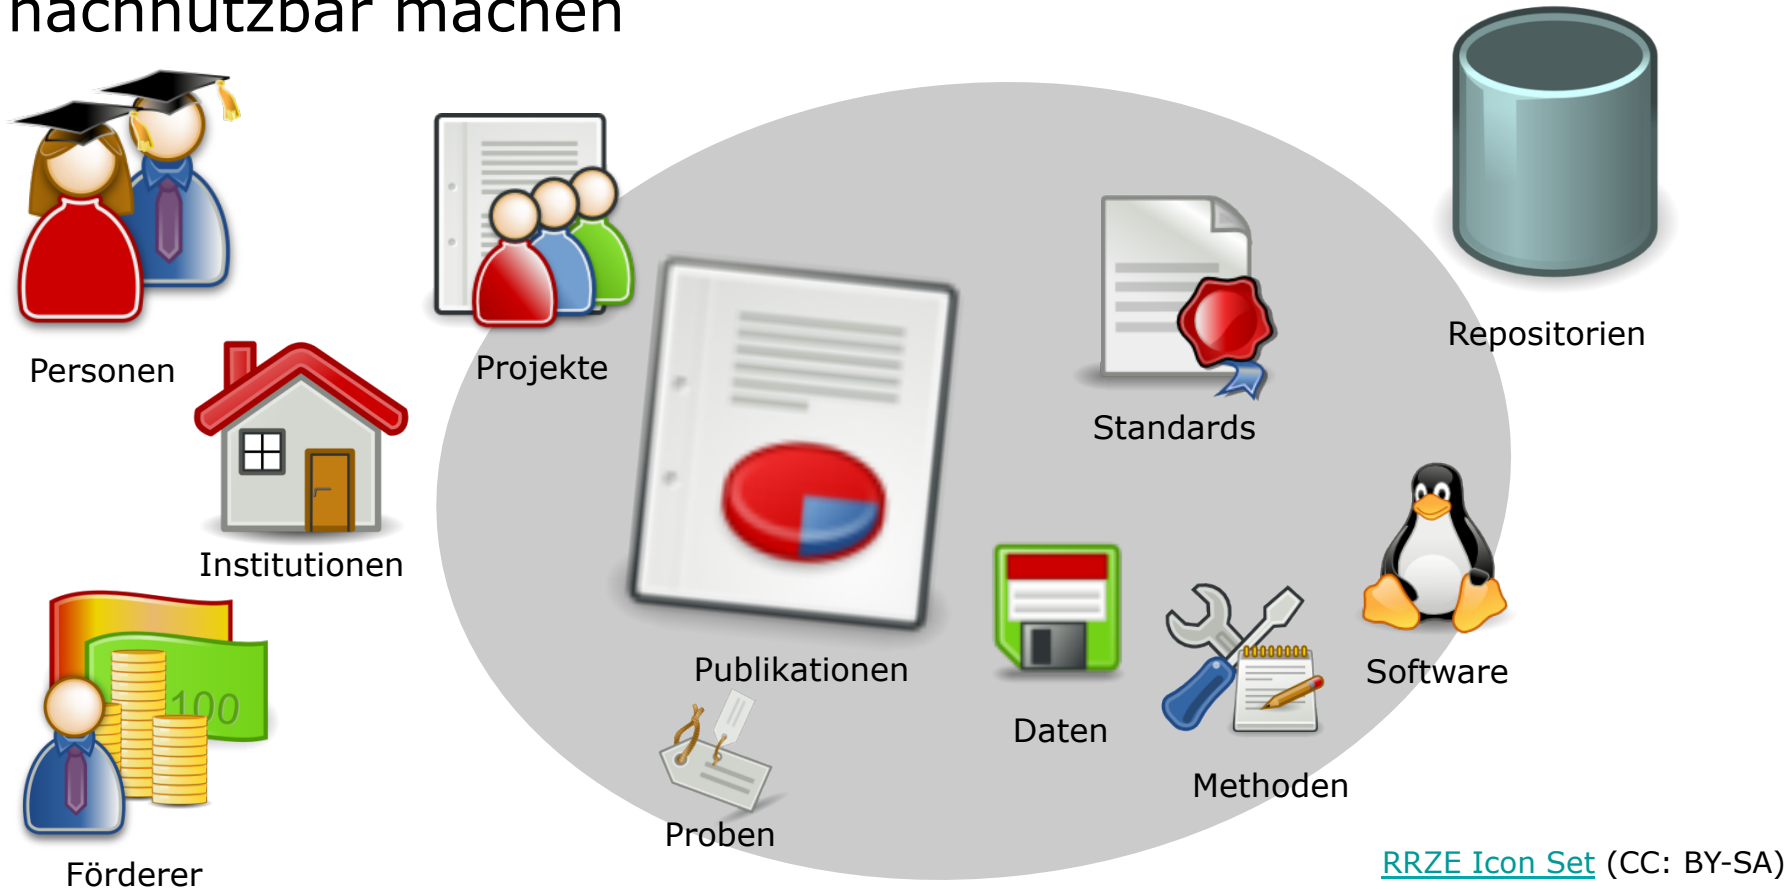 nachnutzbar machen
Personen
Projekte
Repositorien
Standards
Institutionen
100
Publikationen
Software
Daten
Methoden
Proben
Förderer
RRZE Icon Set (CC: BY-SA)